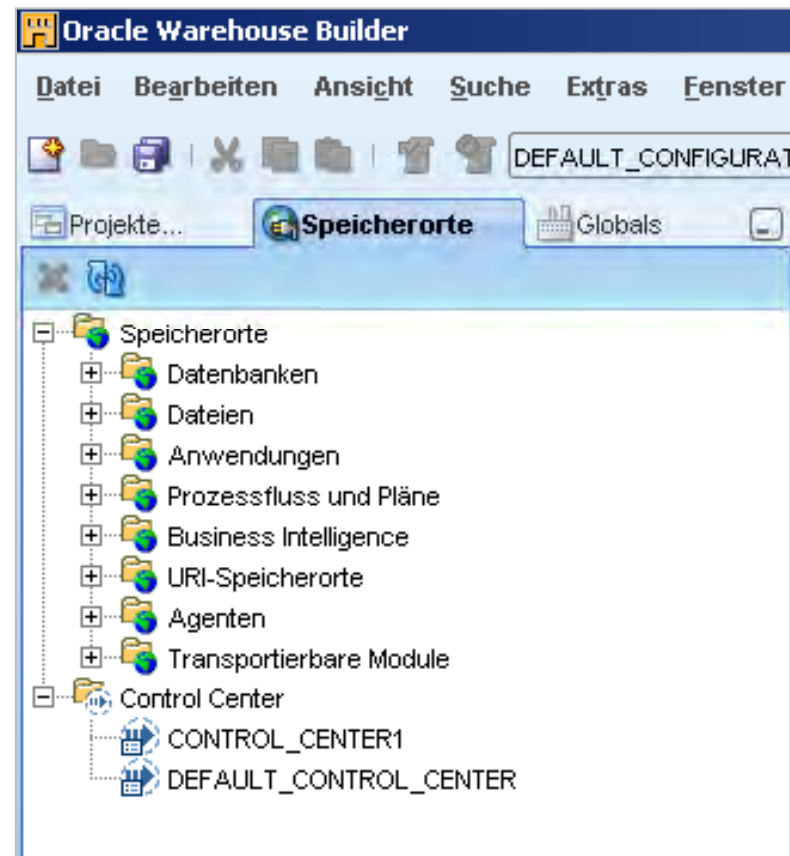 Oracle Warehouse Builder
Datei Bearbeiten Ansicht Suche Extras Fenster
DEFAULT_CONFIGURAT
Projekte... Speicherorte Globals
Speicherorte
Datenbanken
Dateien
Anwendungen
Prozessfluss und Pläne
Business Intelligence
URI-Speicherorte
Agenten
Transportierbare Module
Control Center
CONTROL_CENTER1
DEFAULT_CONTROL_CENTER